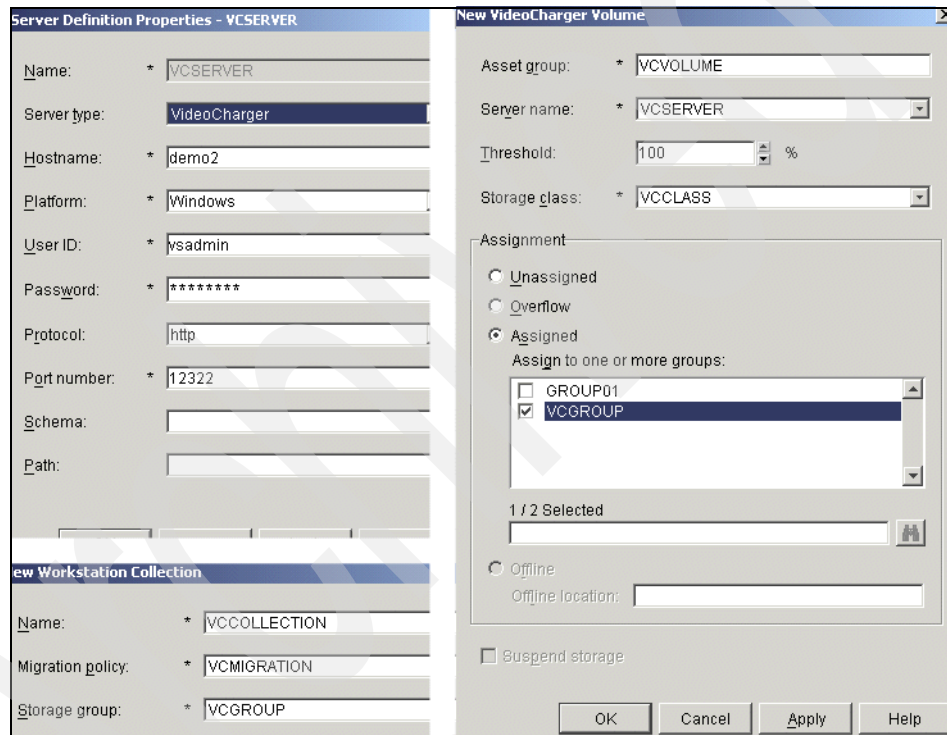 Server Definition Properties - VCSERVER
Name: * VCSERVER
Server type: VideoCharger
Hostname: * demo2
Platform: * Windows
User ID: * vsadmin
Password: * ********
Protocol: http
Port number: * 12322
Schema:
Path:
ew Workstation Collection
Name: * VCCOLLECTION
Migration policy: * VCMIGRATION
Storage group: * VCGROUP
New VideoCharger Volume
Asset group: * VCVOLUME
Server name: * VCSERVER
Threshold: 100 %
Storage class: * VCCLASS
Assignment
Unassigned
Overflow
Assigned
Assign to one or more groups:
GROUP01
VCGROUP
1 / 2 Selected
Offline
Offline location:
Suspend storage
OK Cancel Apply Help